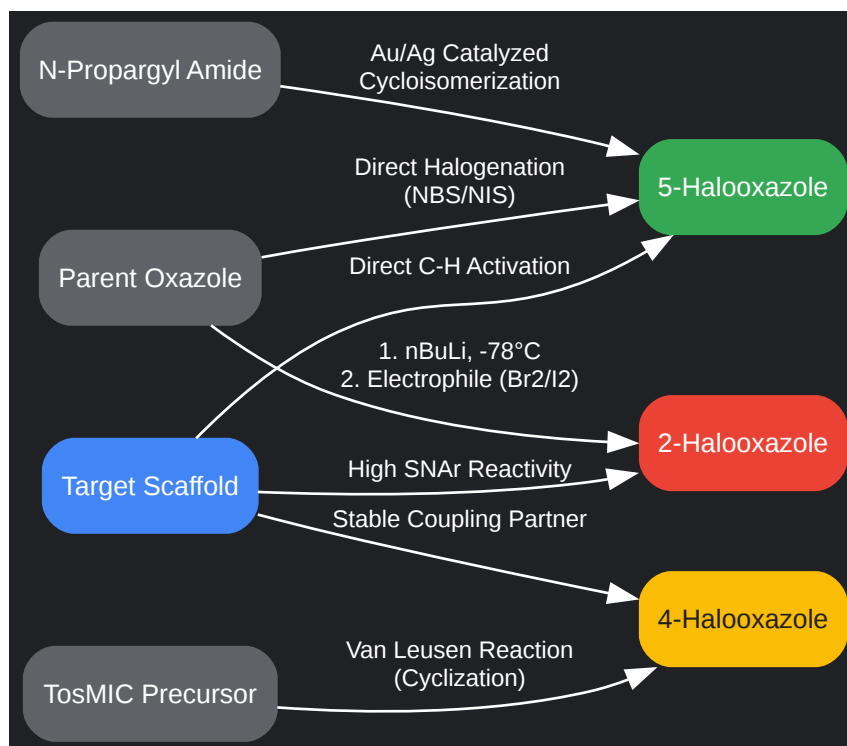 N-Propargyl Amide
Au/Ag Catalyzed
Cycloisomerization
5-Halooxazole
Direct Halogenation
(NBS/NIS)
Parent Oxazole
Direct C-H Activation
1. nBuLi, -78°C
2. Electrophile (Br2/I2)
2-Halooxazole
Target Scaffold
High SNAr Reactivity
Stable Coupling Partner
4-Halooxazole
Van Leusen Reaction
(Cyclization)
TosMIC Precursor